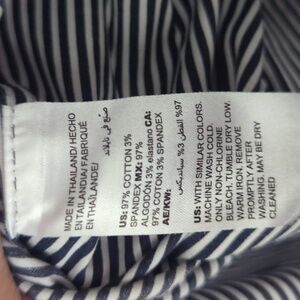 MADE IN THAILAND/HECHO
EN TAILANDIA/FABRIQUÉ
EN THAÏLANDE/
صنع في تايلاند
US: 97% COTTON 3%
SPANDEX MX: 97%
ALGODÓN 3% elastano CA:
97% COTTON 3% SPANDEX
AE/KW:
97% القطن 3% سبانديكس
US: WITH SIMILAR COLORS.
MACHINE WASH COLD.
ONLY NON-CHLORINE
BLEACH. TUMBLE DRY LOW.
WARM IRON. REMOVE
PROMPTLY AFTER
WASHING. MAY BE DRY
CLEANED